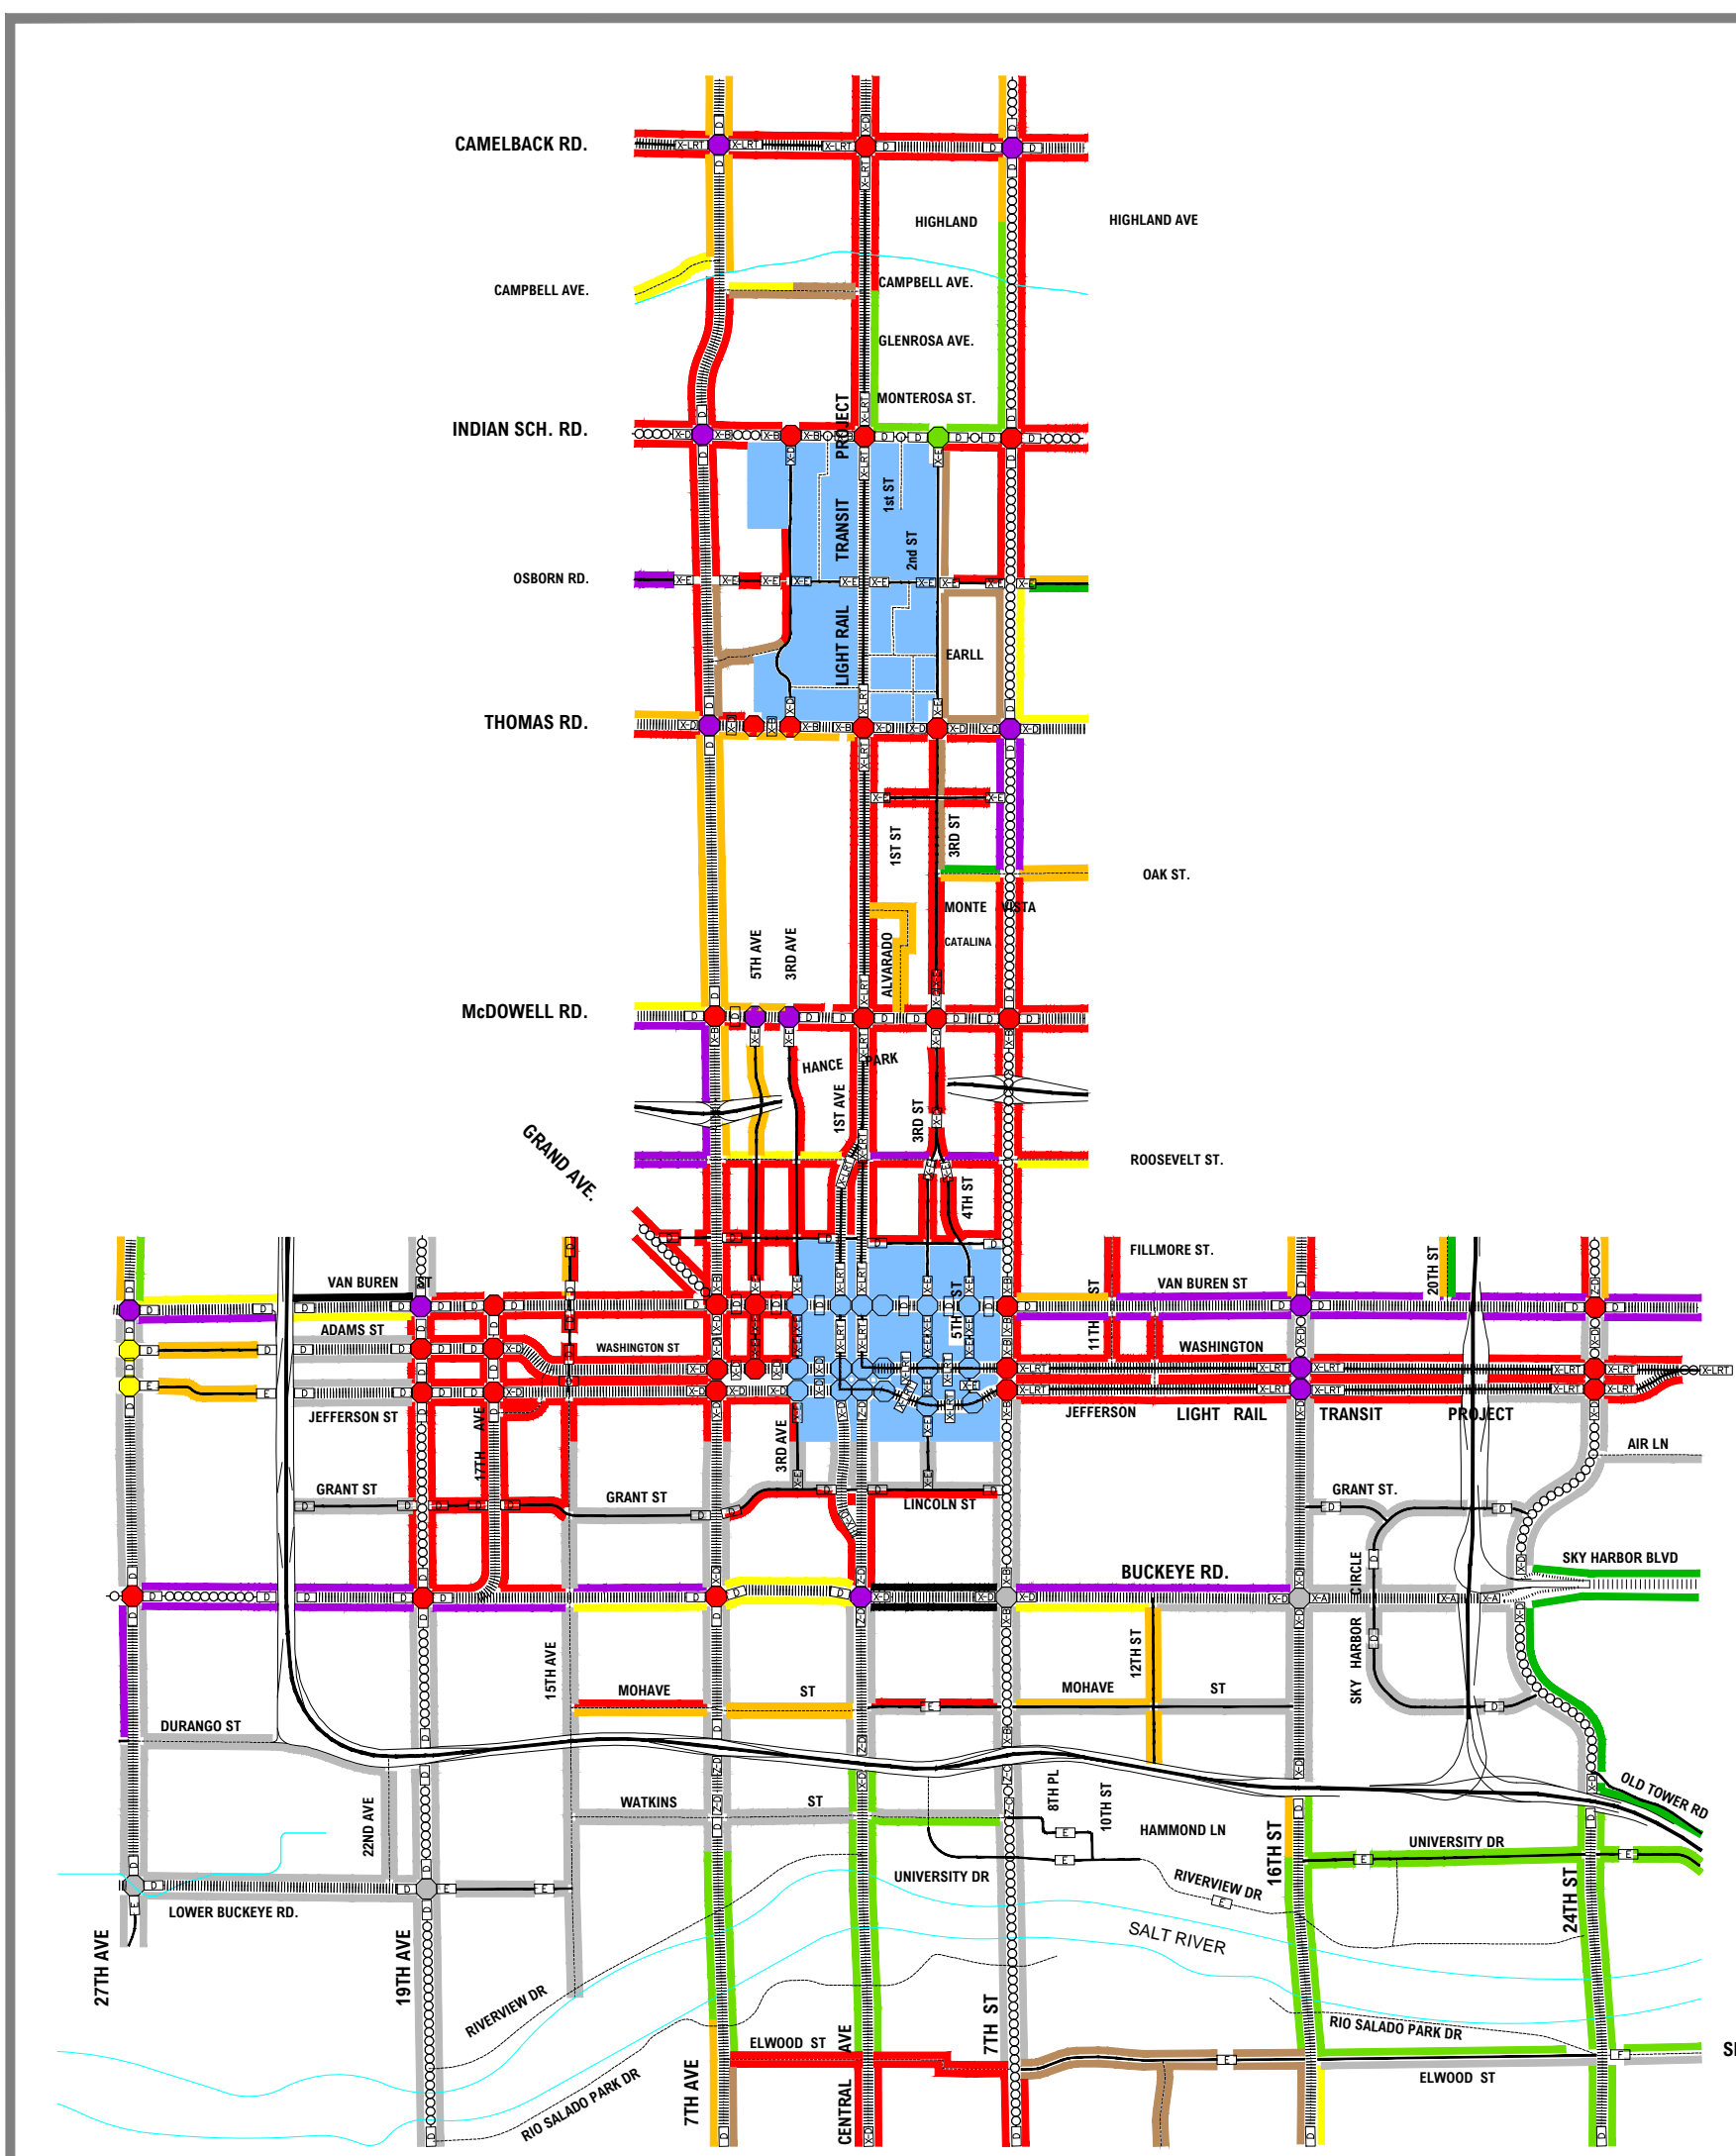 CAMELBACK RD.
HIGHLAND
HIGHLAND AVE
CAMPBELL AVE.
CAMPBELL AVE.
GLENROSA AVE.
MONTEROSA ST.
INDIAN SCH. RD.
LIGHT RAIL TRANSIT PROJECT
1st ST
2nd ST
OSBORN RD.
EARLL
THOMAS RD.
1ST ST
3RD ST
OAK ST.
MONTE VISTA
CATALINA
ALVARADO
5TH AVE
3RD AVE
McDOWELL RD.
HANCE PARK
1ST AVE
3RD ST
GRAND AVE.
ROOSEVELT ST.
4TH ST
FILLMORE ST.
VAN BUREN ST
VAN BUREN ST
20TH ST
11TH ST
5TH ST
ADAMS ST
WASHINGTON ST
WASHINGTON
JEFFERSON ST
JEFFERSON
LIGHT RAIL TRANSIT PROJECT
17TH AVE
3RD AVE
AIR LN
GRANT ST
GRANT ST
LINCOLN ST
GRANT ST.
BUCKEYE RD.
SKY HARBOR BLVD
SKY HARBOR CIRCLE
15TH AVE
12TH ST
MOHAVE ST
MOHAVE ST
DURANGO ST
22ND AVE
WATKINS ST
8TH PL
10TH ST
OLD TOWER RD
HAMMOND LN
UNIVERSITY DR
UNIVERSITY DR
16TH ST
24TH ST
RIVERVIEW DR
LOWER BUCKEYE RD.
SALT RIVER
27TH AVE
19TH AVE
RIVERVIEW DR
RIO SALADO PARK DR
7TH AVE
ELWOOD ST
CENTRAL AVE
7TH ST
RIO SALADO PARK DR
ELWOOD ST